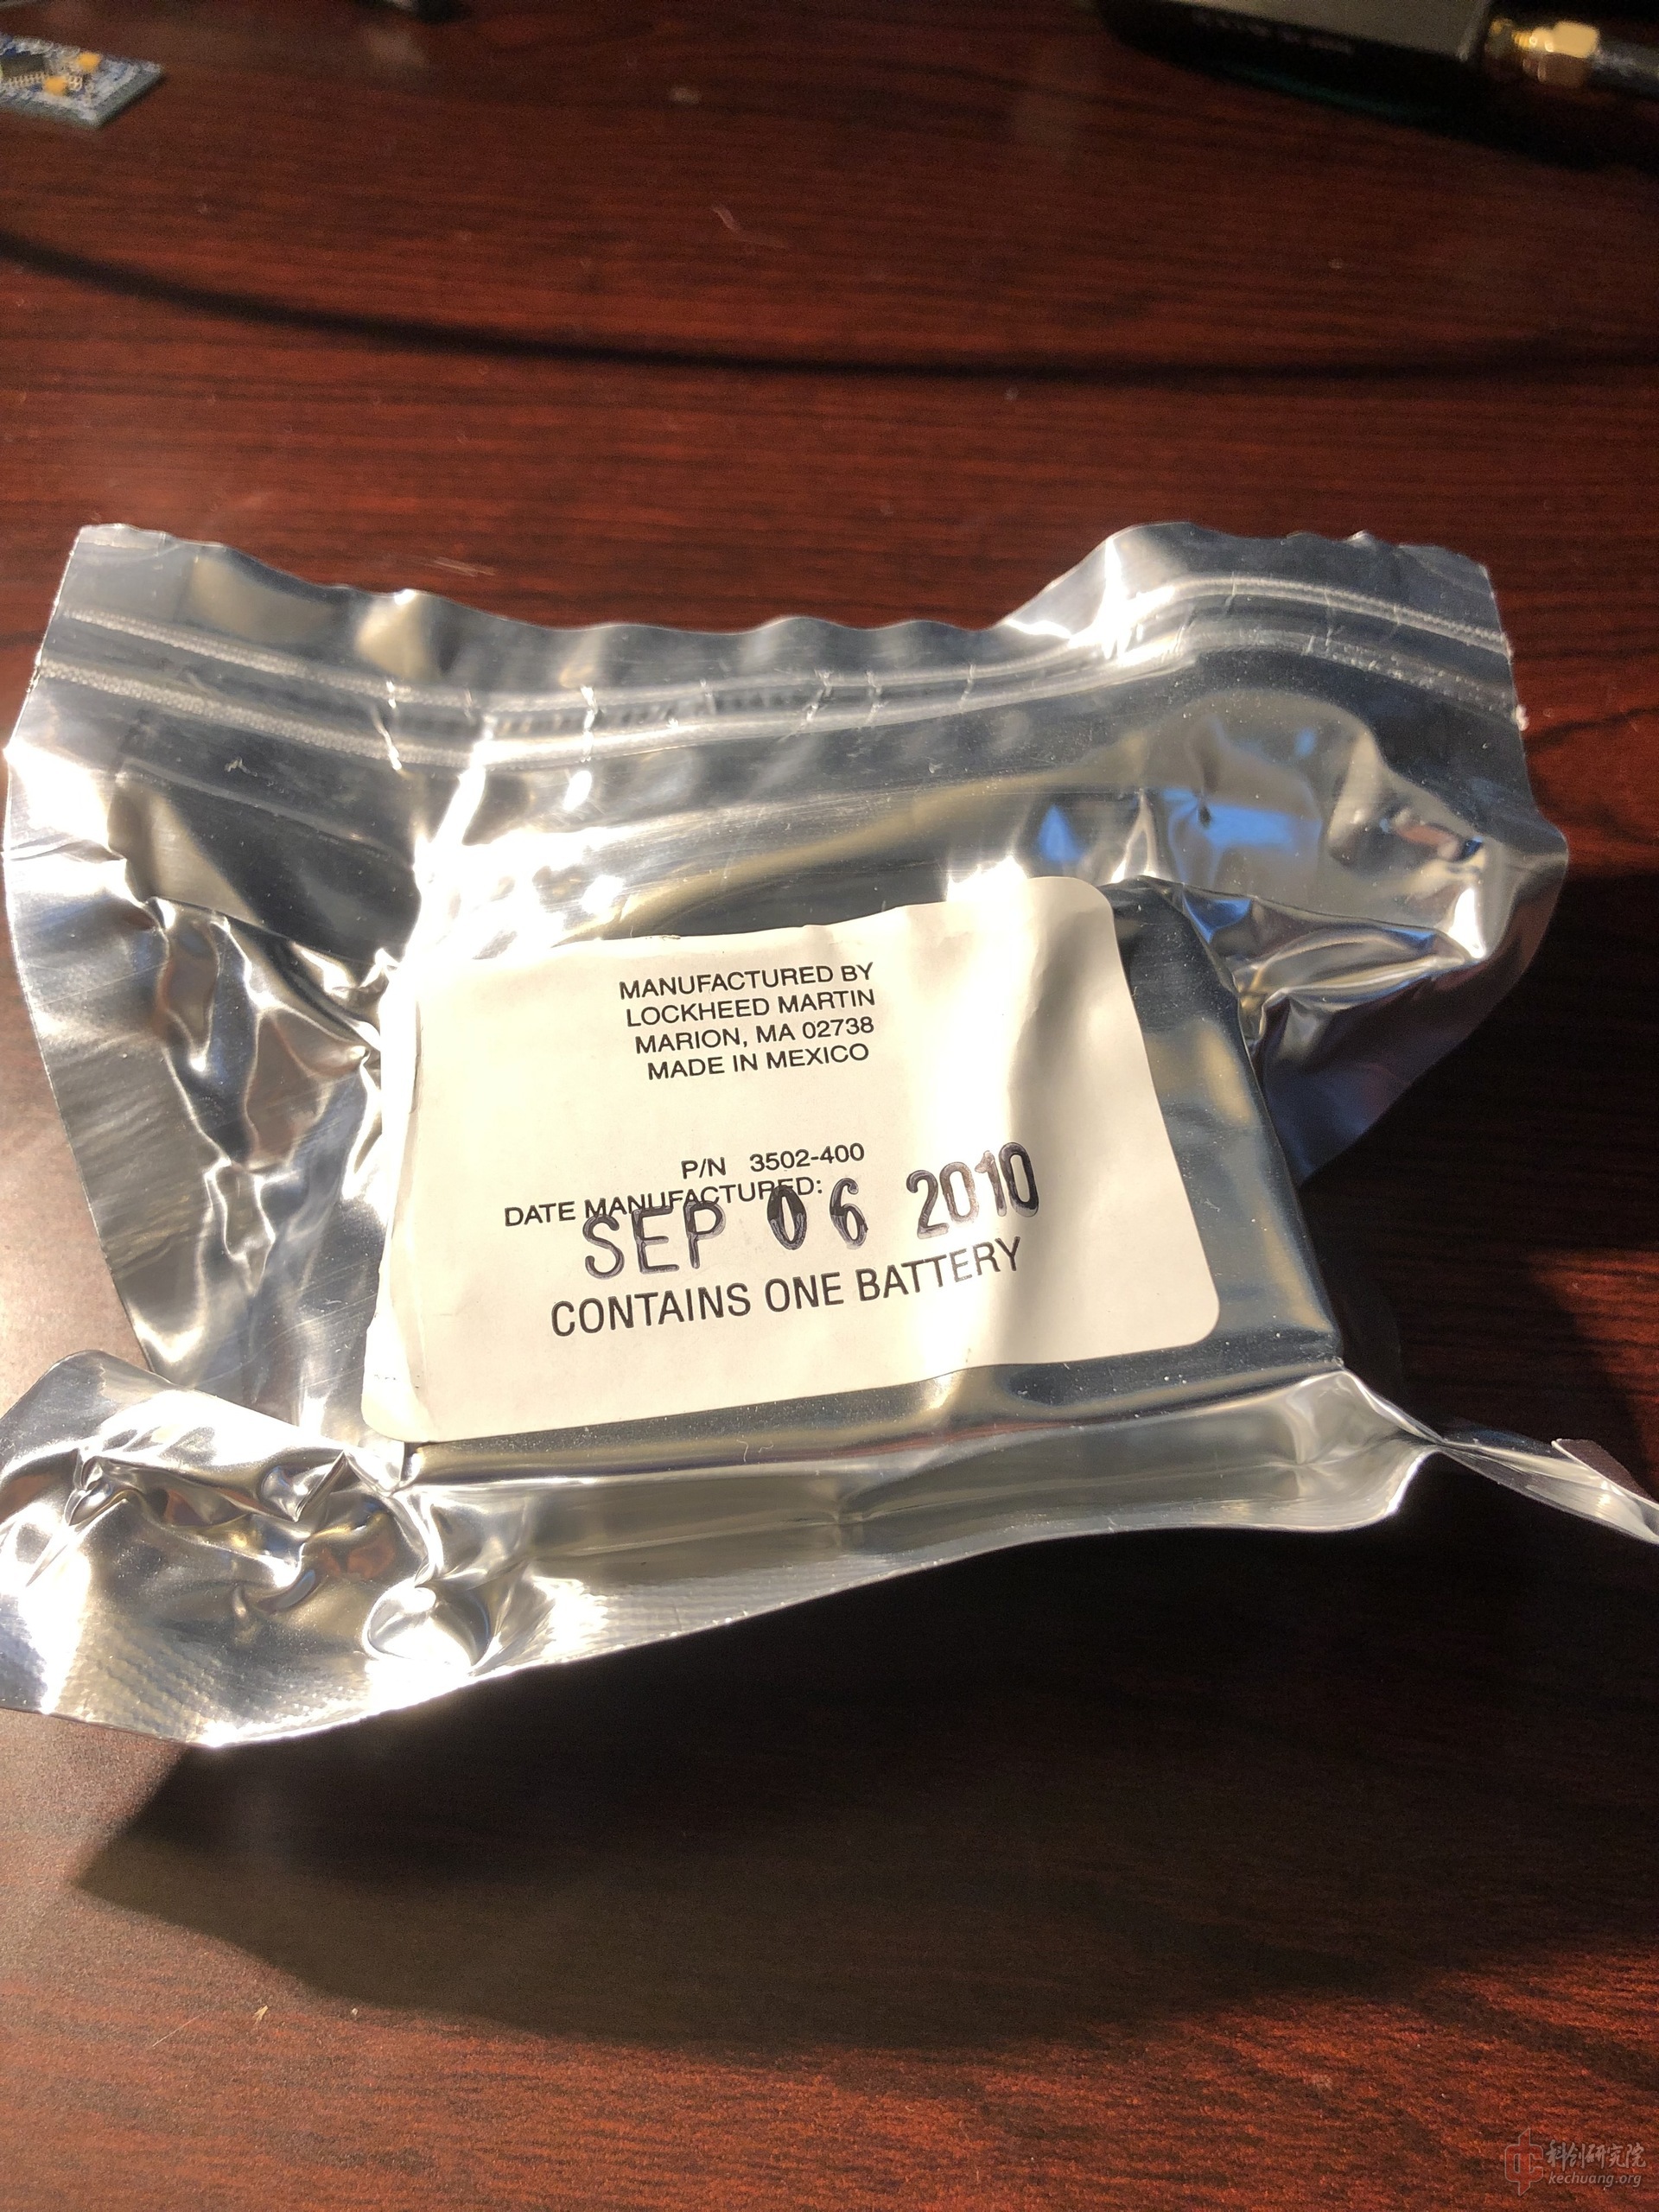 MANUFACTURED BY
LOCKHEED MARTIN
MARION, MA 02738
MADE IN MEXICO
P/N 3502-400
DATE MANUFACTURED:
SEP 06 2010
CONTAINS ONE BATTERY
科创研究院
kechuang.org